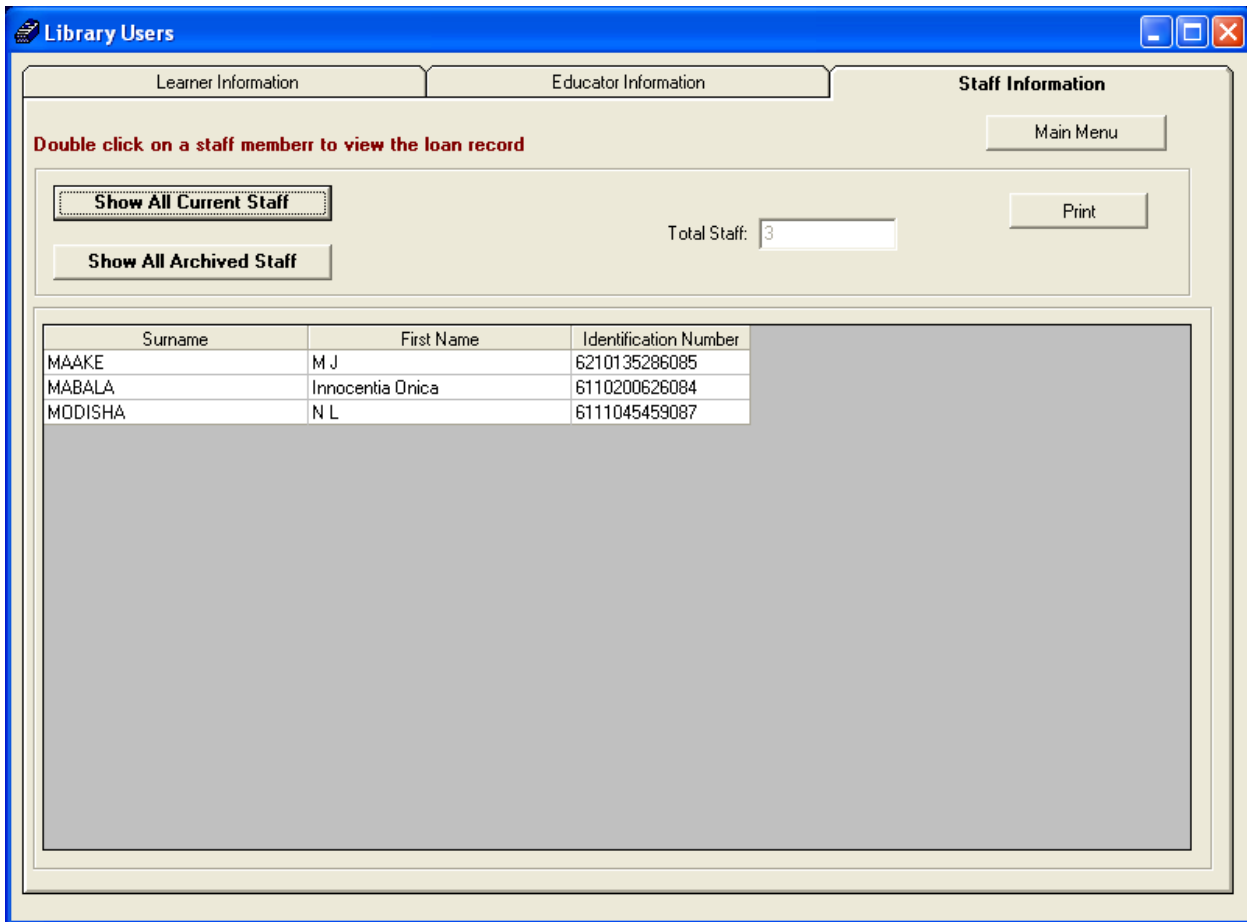 Library Users
Learner Information Educator Information Staff Information
Main Menu
Double click on a staff memberr to view the loan record
Show All Current Staff
Print
Total Staff: 3
Show All Archived Staff
Surname First Name Identification Number
MAAKE M J 6210135286085
MABALA Innocentia Onica 6110200626084
MODISHA N L 6111045459087